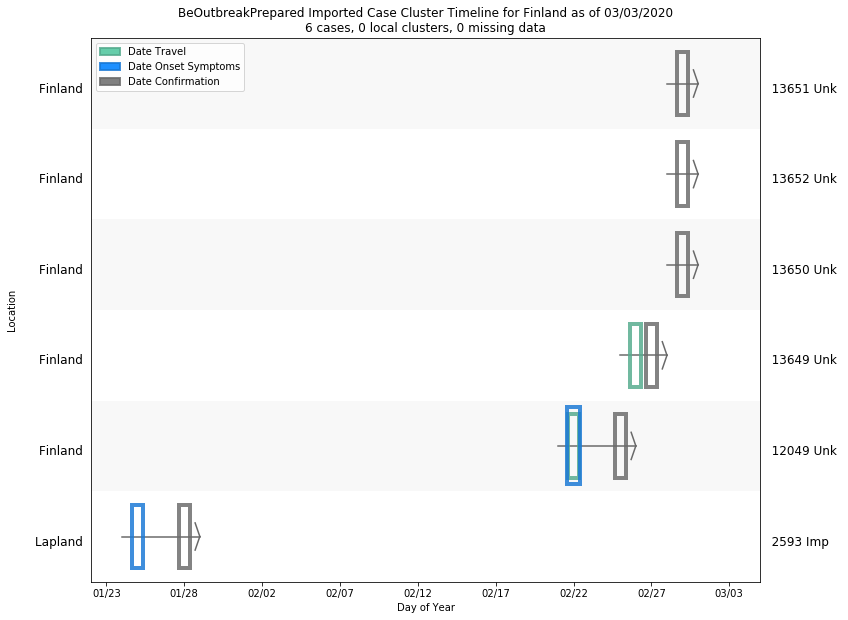 BeOutbreakPrepared Imported Case Cluster Timeline for Finland as of 03/03/2020
6 cases, 0 local clusters, 0 missing data
Date Travel
Date Onset Symptoms
Date Confirmation
Finland
13651 Unk
Finland
13652 Unk
Finland
13650 Unk
Location
Finland
13649 Unk
Finland
12049 Unk
Lapland
2593 Imp
01/23
01/28
02/02
02/07
02/12
02/17
02/22
02/27
03/03
Day of Year